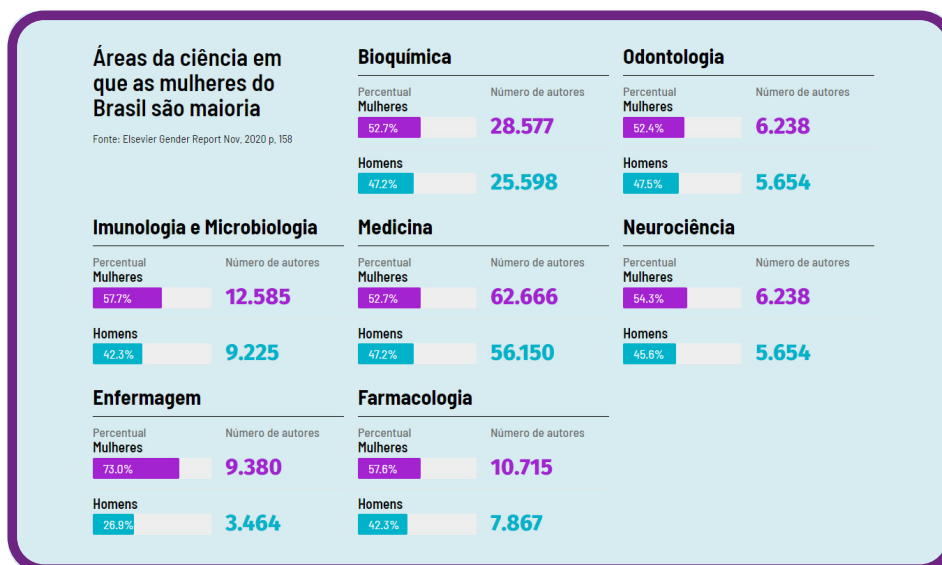 Áreas da ciência em
que as mulheres do
Brasil são maioria
Fonte: Elsevier Gender Report Nov, 2020 p, 158
Bioquímica
Percentual Número de autores
Mulheres
52.7% 28.577
Homens
47.2% 25.598
Odontologia
Percentual Número de autores
Mulheres
52.4% 6.238
Homens
47.5% 5.654
Imunologia e Microbiologia
Percentual Número de autores
Mulheres
57.7% 12.585
Homens
42.3% 9.225
Medicina
Percentual Número de autores
Mulheres
52.7% 62.666
Homens
47.2% 56.150
Neurociência
Percentual Número de autores
Mulheres
54.3% 6.238
Homens
45.6% 5.654
Enfermagem
Percentual Número de autores
Mulheres
73.0% 9.380
Homens
26.9% 3.464
Farmacologia
Percentual Número de autores
Mulheres
57.6% 10.715
Homens
42.3% 7.867